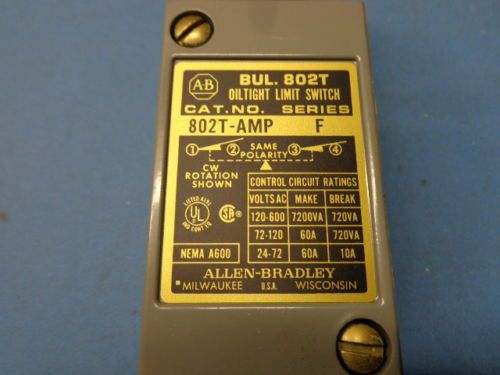 AB
BUL. 802T
OILTIGHT LIMIT SWITCH
CAT. NO. SERIES
802T-AMP F
1 2 SAME POLARITY 3 4
CW
ROTATION
SHOWN
CONTROL CIRCUIT RATINGS
VOLTS AC MAKE BREAK
120-600 7200VA 720VA
72-120 60A 720VA
24-72 60A 10A
UL
SA
NEMA A600
ALLEN-BRADLEY
MILWAUKEE U.S.A. WISCONSIN